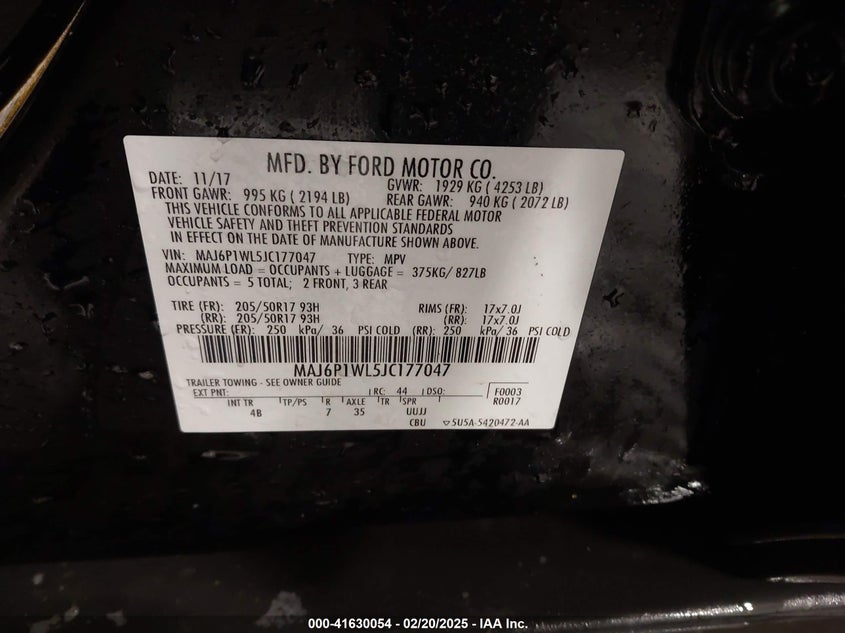 MFD. BY FORD MOTOR CO.
DATE: 11/17 GVWR: 1929 KG ( 4253 LB)
FRONT GAWR: 995 KG ( 2194 LB) REAR GAWR: 940 KG ( 2072 LB)
THIS VEHICLE CONFORMS TO ALL APPLICABLE FEDERAL MOTOR
VEHICLE SAFETY AND THEFT PREVENTION STANDARDS
IN EFFECT ON THE DATE OF MANUFACTURE SHOWN ABOVE.
VIN: MAJ6P1WL5JC177047 TYPE: MPV
MAXIMUM LOAD = OCCUPANTS + LUGGAGE = 375KG/ 827LB
OCCUPANTS = 5 TOTAL; 2 FRONT, 3 REAR
TIRE (FR): 205/50R17 93H RIMS (FR): 17x7.0J
(RR): 205/50R17 93H (RR): 17x7.0J
PRESSURE (FR): 250 kPa/ 36 PSI COLD (RR): 250 kPa/ 36 PSI COLD
MAJ6P1WL5JC177047
TRAILER TOWING - SEE OWNER GUIDE
EXT PNT: RC: 44 DSO: F0003
R0017
INT TR TP/PS R AXLE TR SPR
4B 7 35 UUJJ
CBU 5U5A-5420472-AA
000-41630054 - 02/20/2025 - IAA Inc.